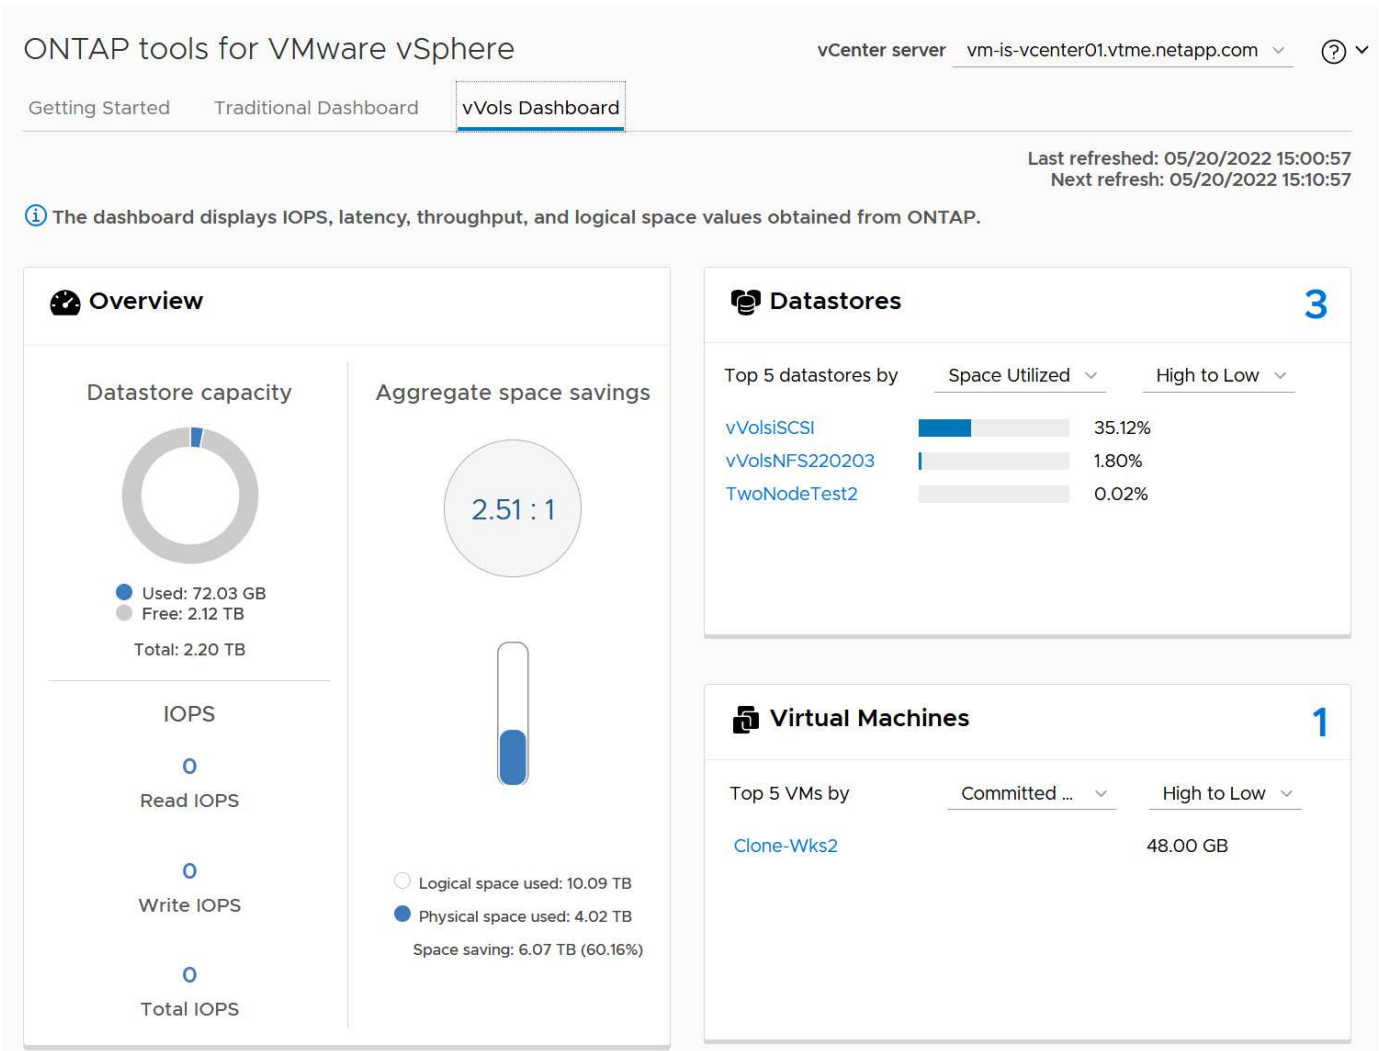 ONTAP tools for VMware vSphere
vCenter server vm-is-vcenter01.vtme.netapp.com ?
Getting Started Traditional Dashboard vVols Dashboard
Last refreshed: 05/20/2022 15:00:57
Next refresh: 05/20/2022 15:10:57
i The dashboard displays IOPS, latency, throughput, and logical space values obtained from ONTAP.
Overview
Datastore capacity
Used: 72.03 GB
Free: 2.12 TB
Total: 2.20 TB
IOPS
0
Read IOPS
0
Write IOPS
0
Total IOPS
Aggregate space savings
2.51 : 1
Logical space used: 10.09 TB
Physical space used: 4.02 TB
Space saving: 6.07 TB (60.16%)
Datastores 3
Top 5 datastores by Space Utilized High to Low
vVolsiSCSI 35.12%
vVolsNFS220203 1.80%
TwoNodeTest2 0.02%
Virtual Machines 1
Top 5 VMs by Committed ... High to Low
Clone-Wks2 48.00 GB